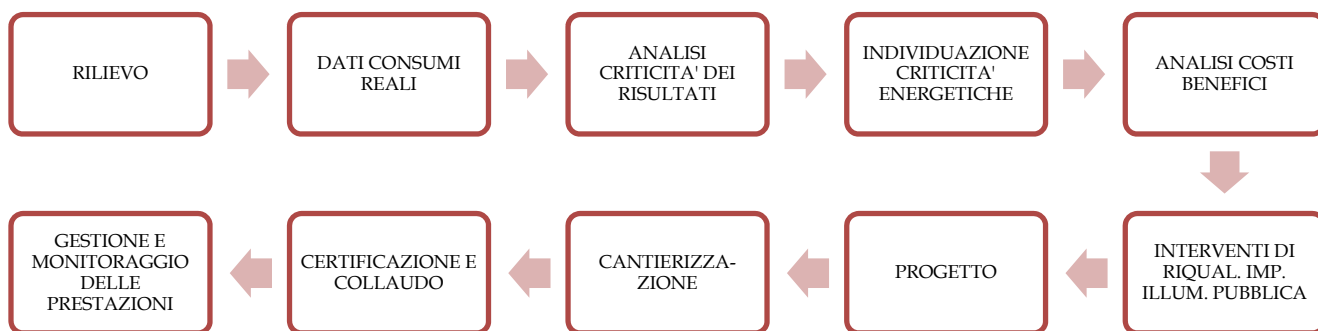 RILIEVO
DATI CONSUMI
REALI
ANALISI
CRITICITA' DEI
RISULTATI
INDIVIDUAZIONE
CRITICITA'
ENERGETICHE
ANALISI COSTI
BENEFICI
INTERVENTI DI
RIQUAL. IMP.
ILLUM. PUBBLICA
PROGETTO
CANTIERIZZA-
ZIONE
CERTIFICAZIONE E
COLLAUDO
GESTIONE E
MONITORAGGIO
DELLE
PRESTAZIONI